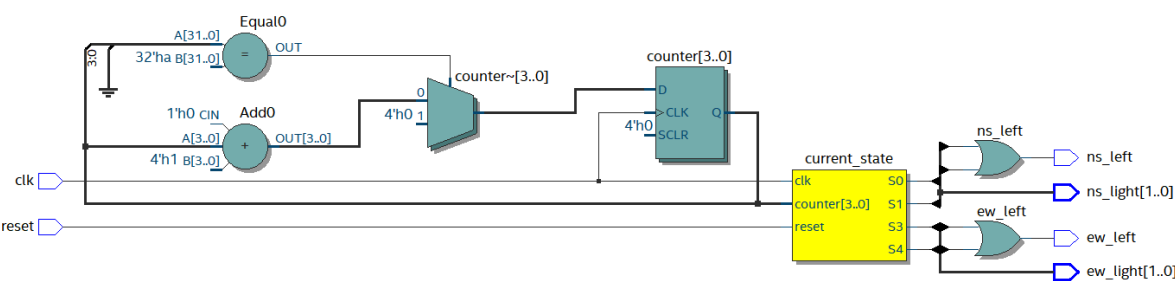 Equal0
A[31..0]
3:0
=
OUT
32'ha B[31..0]
counter~[3..0]
0
4'h0 1
counter[3..0]
D
CLK
Q
4'h0
SCLR
1'h0 CIN
Add0
A[3..0]
+
OUT[3..0]
4'h1 B[3..0]
clk
reset
current_state
clk
S0
counter[3..0]
S1
reset
S3
S4
ns_left
ns_left
ns_light[1..0]
ew_left
ew_left
ew_light[1..0]